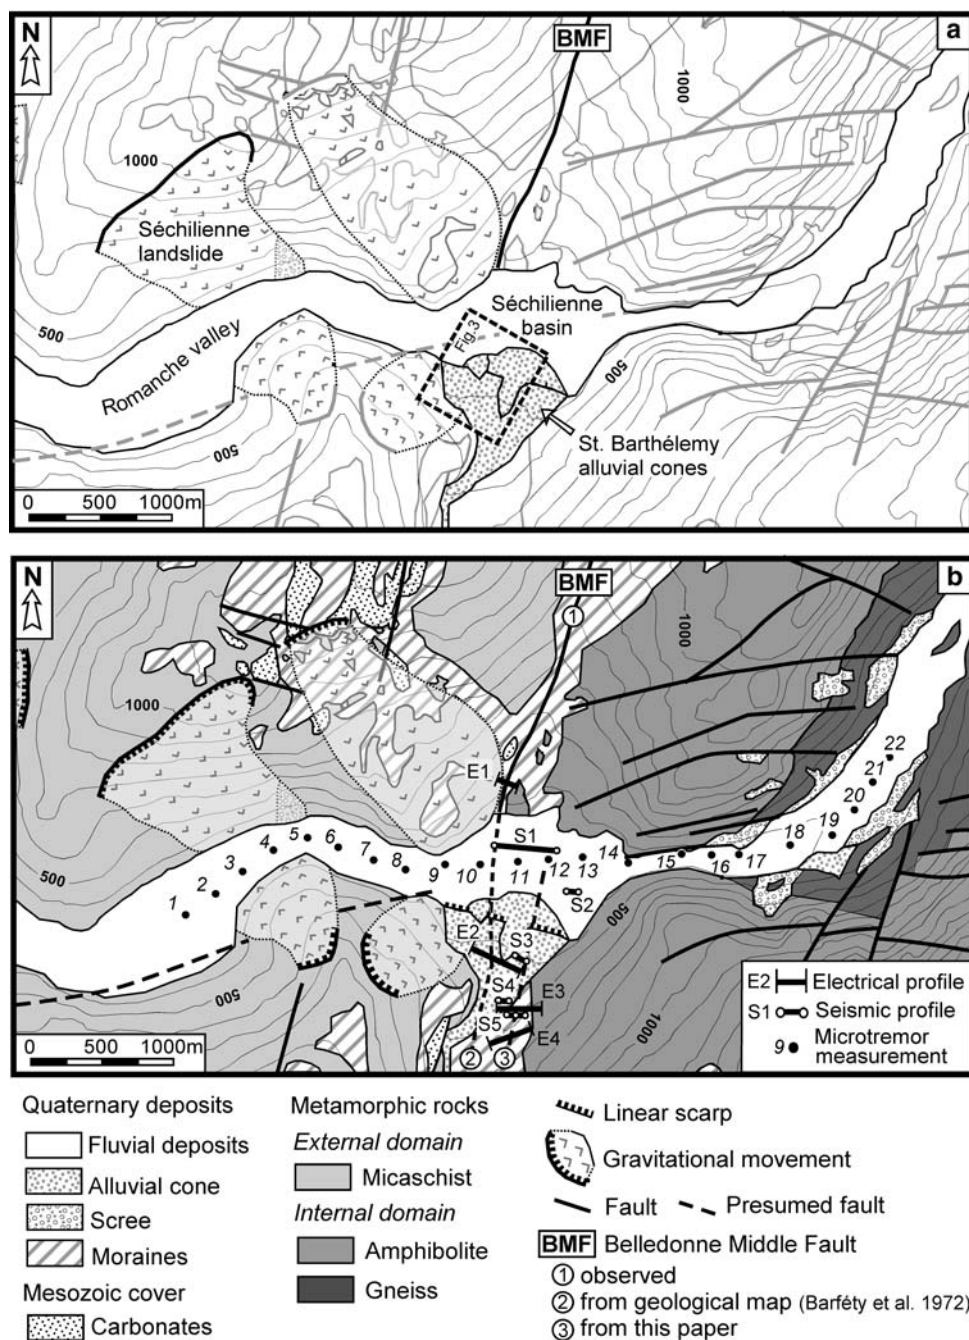 N
BMF
a
1000
1000
Séchilienne
landslide
Séchilienne
basin
Fig.3
500
500
Romanche valley
500
St. Barthélemy
alluvial cones
0 500 1000m
N
BMF
b
1
1000
1000
E1
22
21
20
19
18
S1
5
4
6
3
7
8
9
10
11
12
13
14
15
16
17
2
1
500
S2
500
E2
S3
S4
E3
500
S5
E4
1000
2
3
0 500 1000m
E2 Electrical profile
S1 Seismic profile
9 Microtremor
measurement
Quaternary deposits
Fluvial deposits
Alluvial cone
Scree
Moraines
Mesozoic cover
Carbonates
Metamorphic rocks
External domain
Micaschist
Internal domain
Amphibolite
Gneiss
Linear scarp
Gravitational movement
Fault
Presumed fault
BMF Belledonne Middle Fault
① observed
② from geological map (Barféty et al. 1972)
③ from this paper